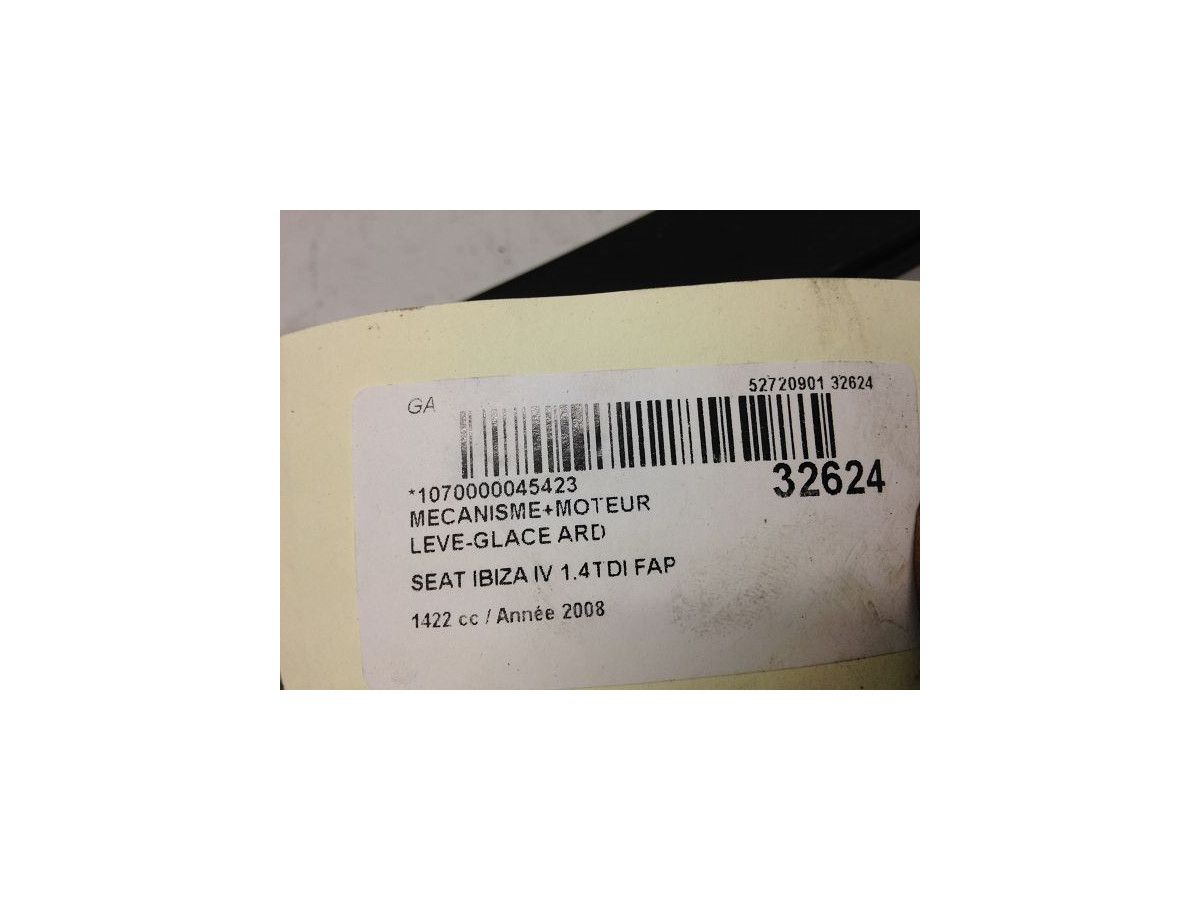 52720901 32624
GA
*1070000045423
32624
MECANISME+MOTEUR
LEVE-GLACE ARD
SEAT IBIZA IV 1.4TDI FAP
1422 cc / Année 2008